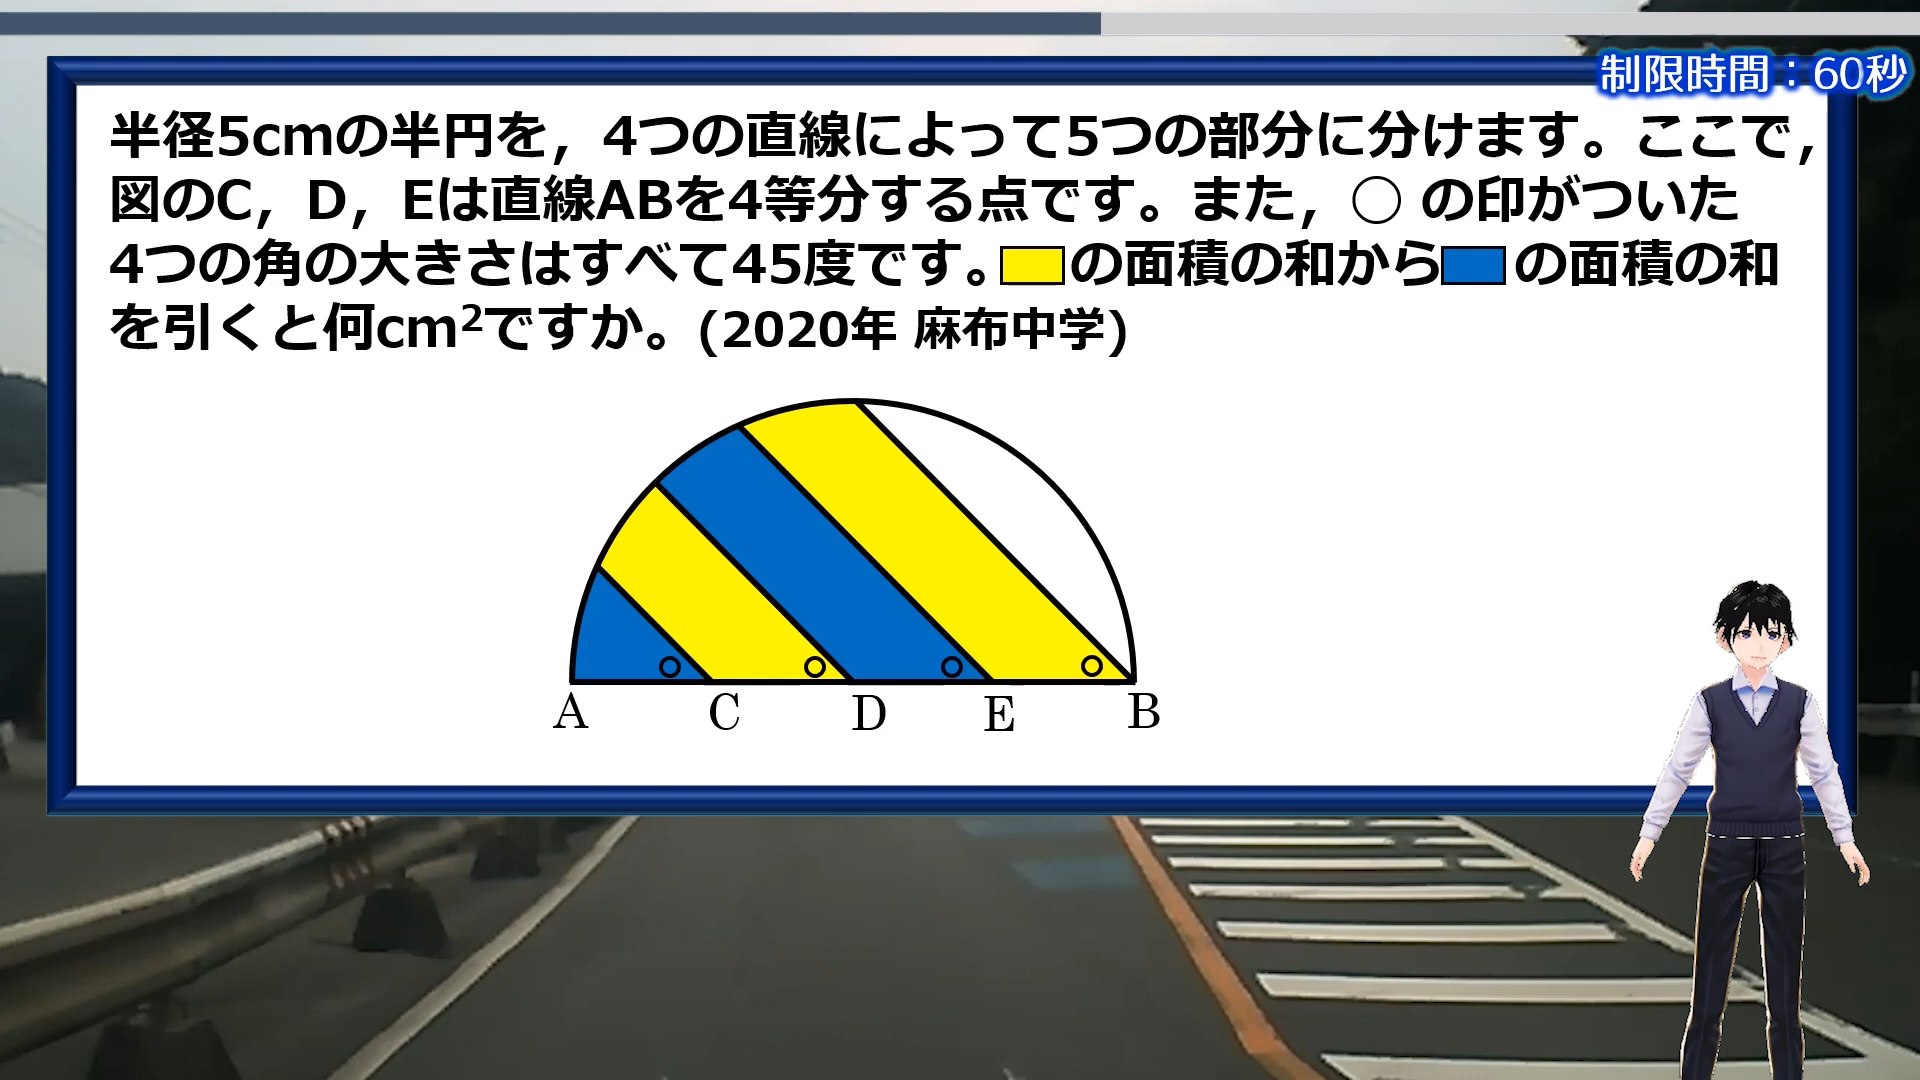 制限時間：60秒
半径5cmの半円を，4つの直線によって5つの部分に分けます。ここで，
図のC，D，Eは直線ABを4等分する点です。また，○ の印がついた
4つの角の大きさはすべて45度です。の面積の和からの面積の和
を引くと何cm²ですか。(2020年 麻布中学)
A C D E B